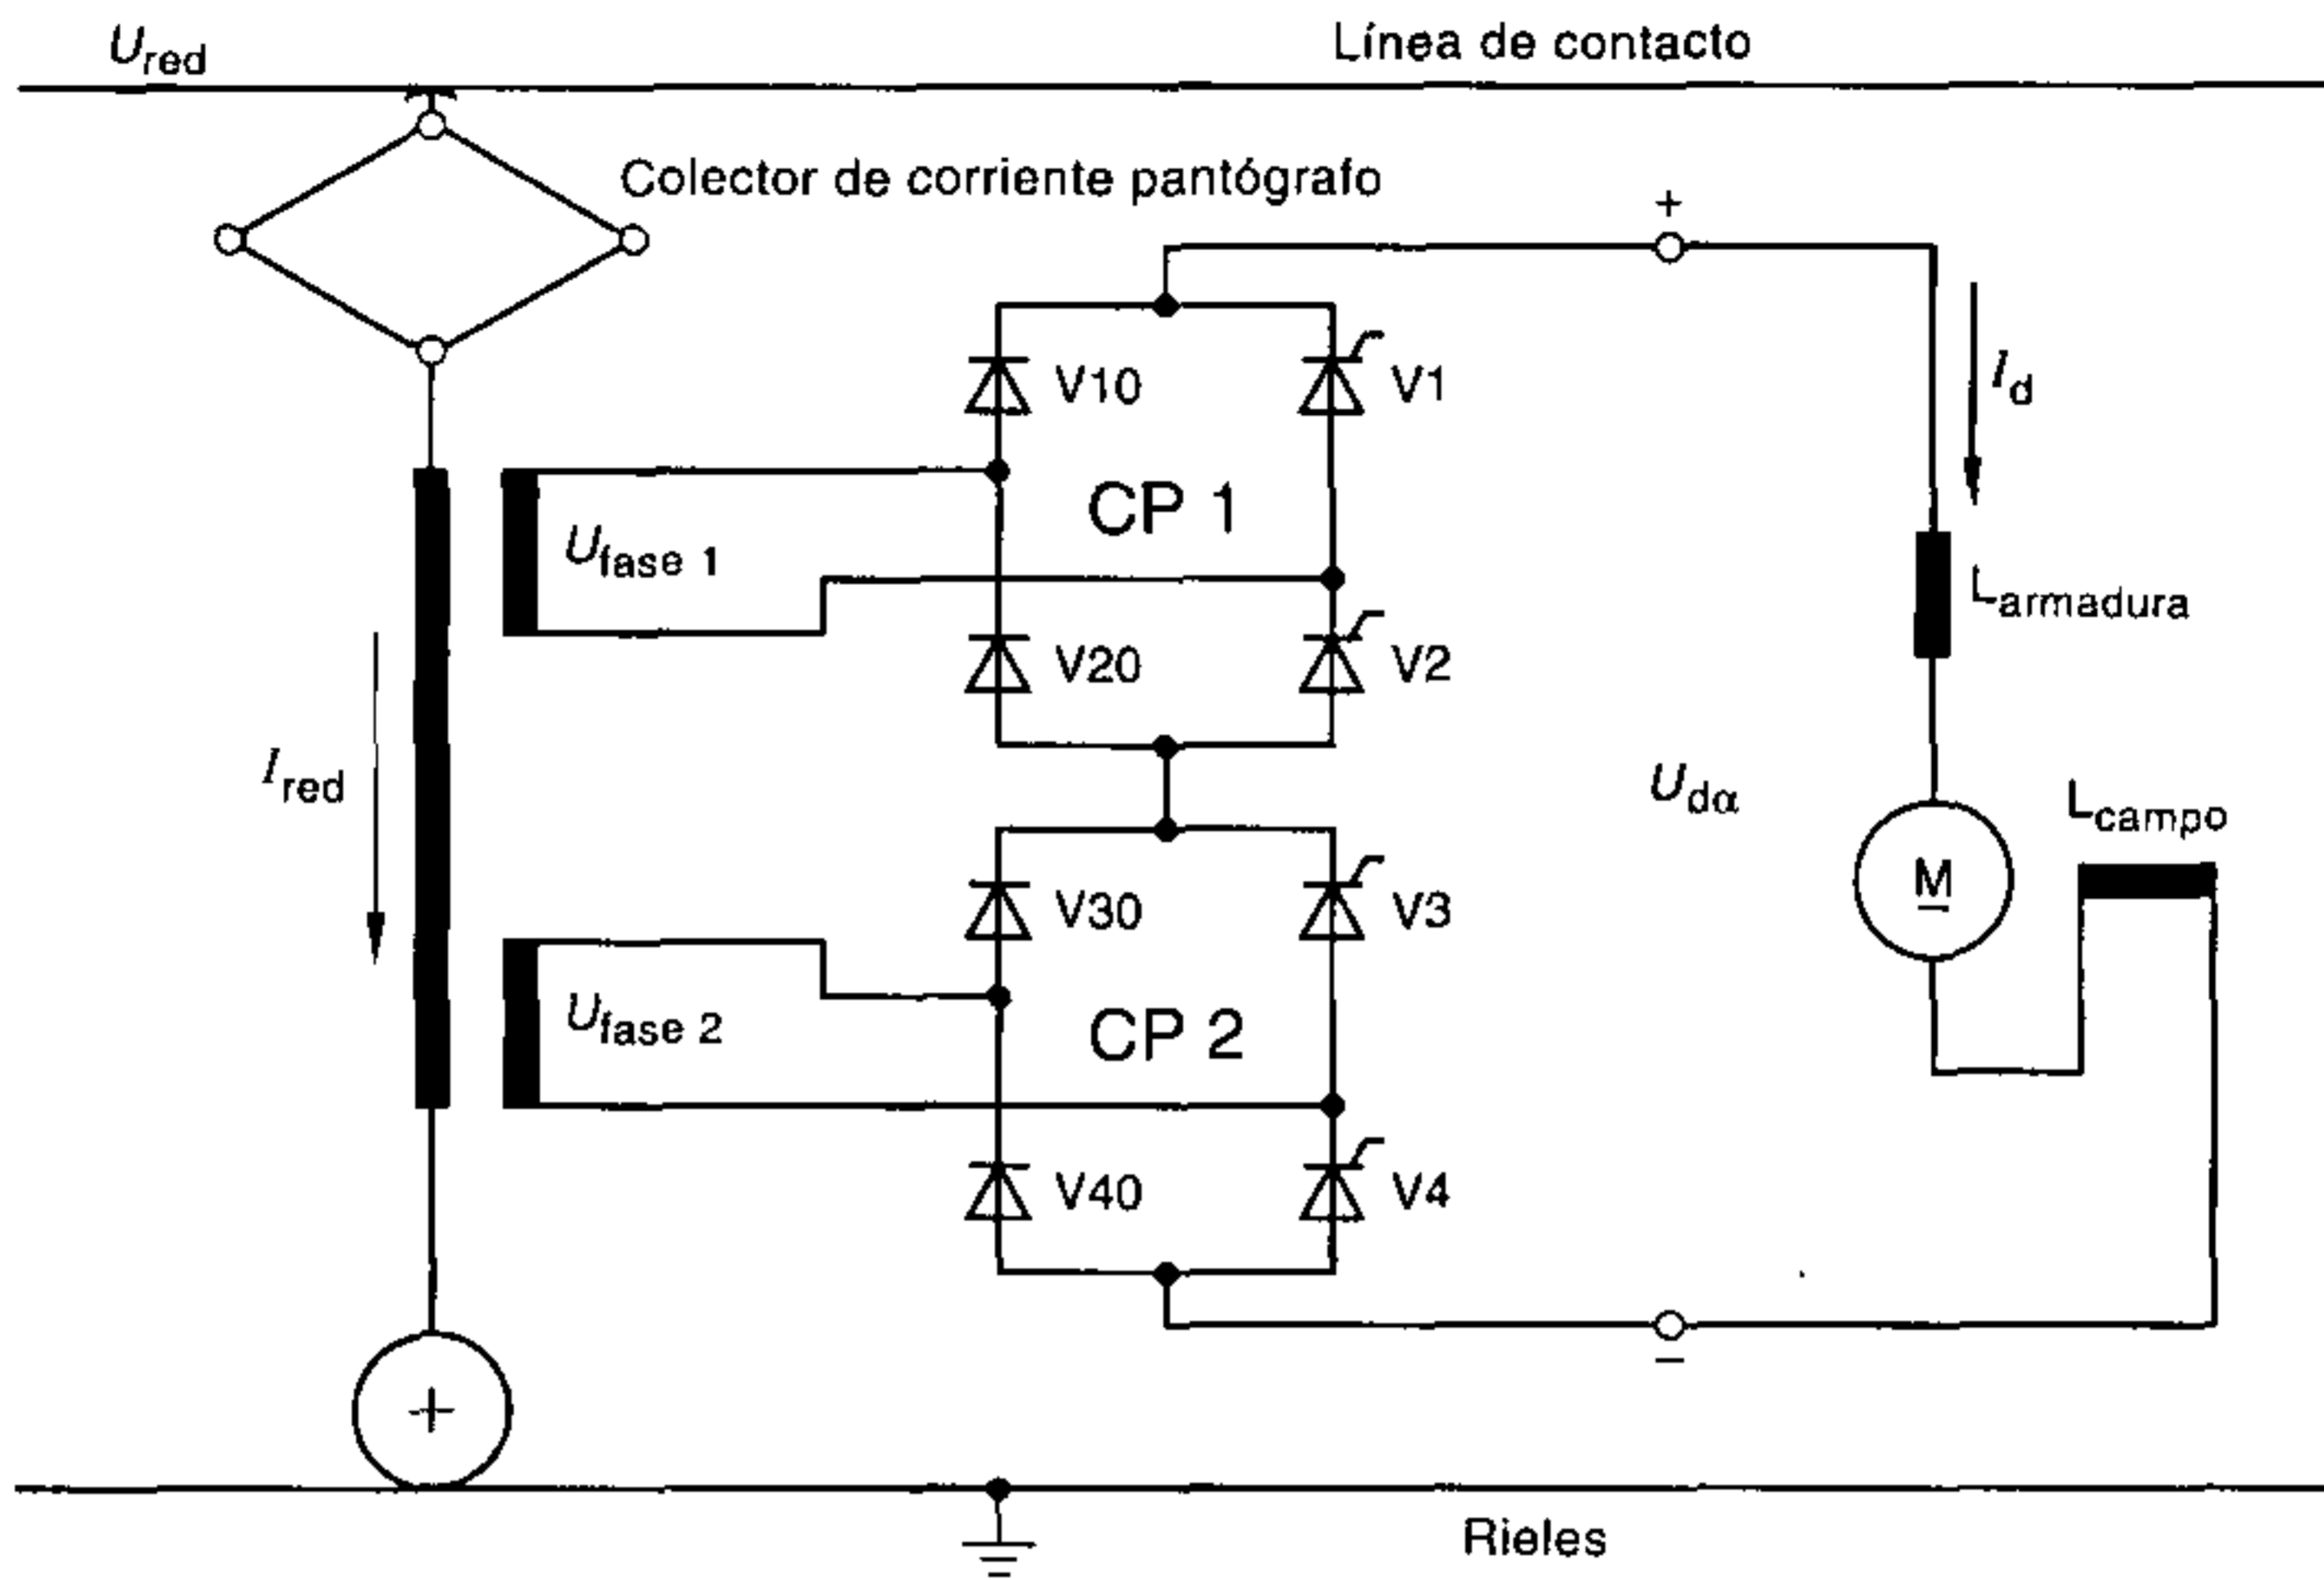 U_red
Línea de contacto
Colector de corriente pantógrafo
+
V10
V1
I_d
CP 1
U_fase 1
L_armadura
V20
V2
I_red
U_dα
L_campo
V30
V3
M
U_fase 2
CP 2
V40
V4
−
+
Rieles